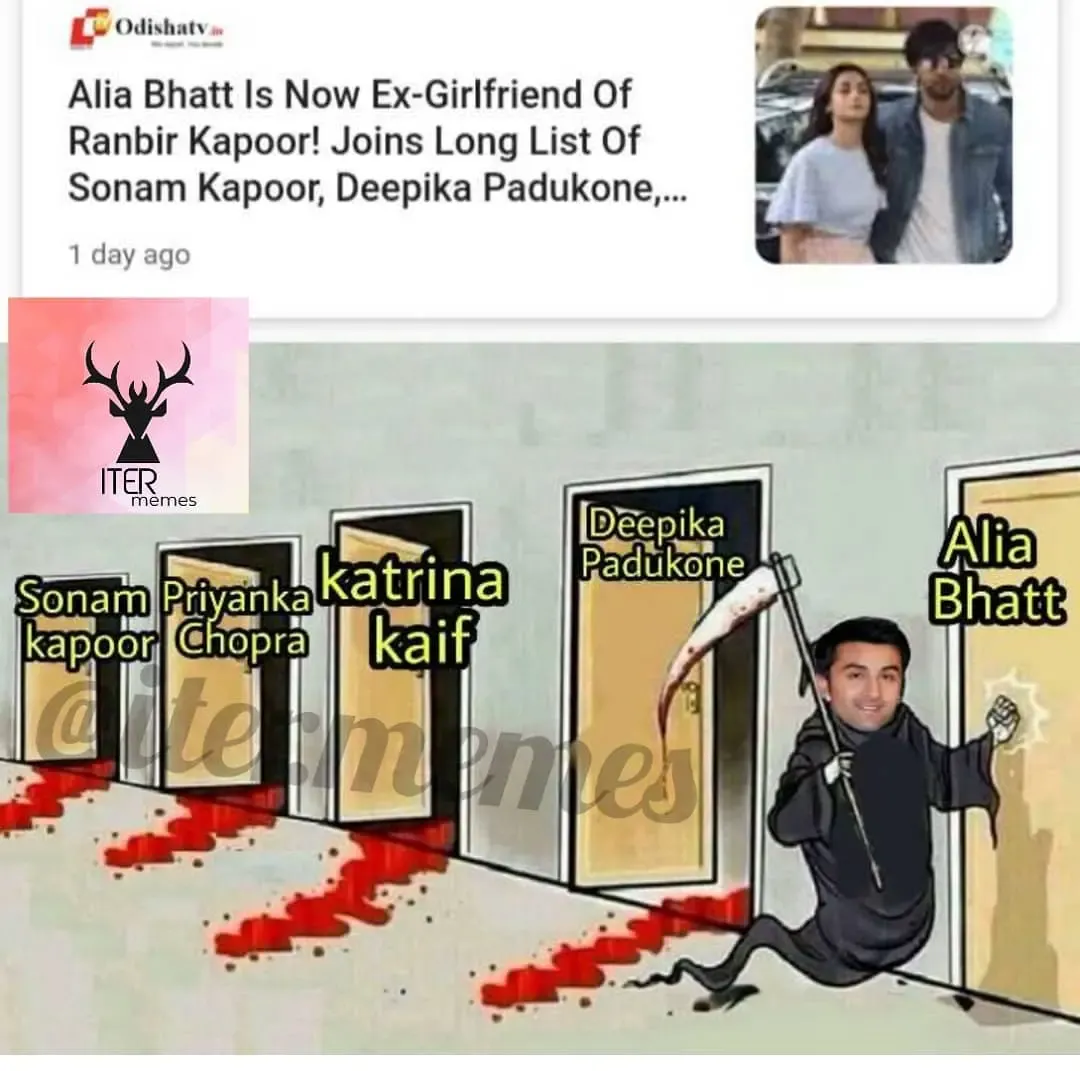 Odishatv.in
Alia Bhatt Is Now Ex-Girlfriend Of
Ranbir Kapoor! Joins Long List Of
Sonam Kapoor, Deepika Padukone,...
1 day ago
ITER
memes
Sonam
kapoor
Priyanka
Chopra
katrina
kaif
Deepika
Padukone
Alia
Bhatt
@iter.memes